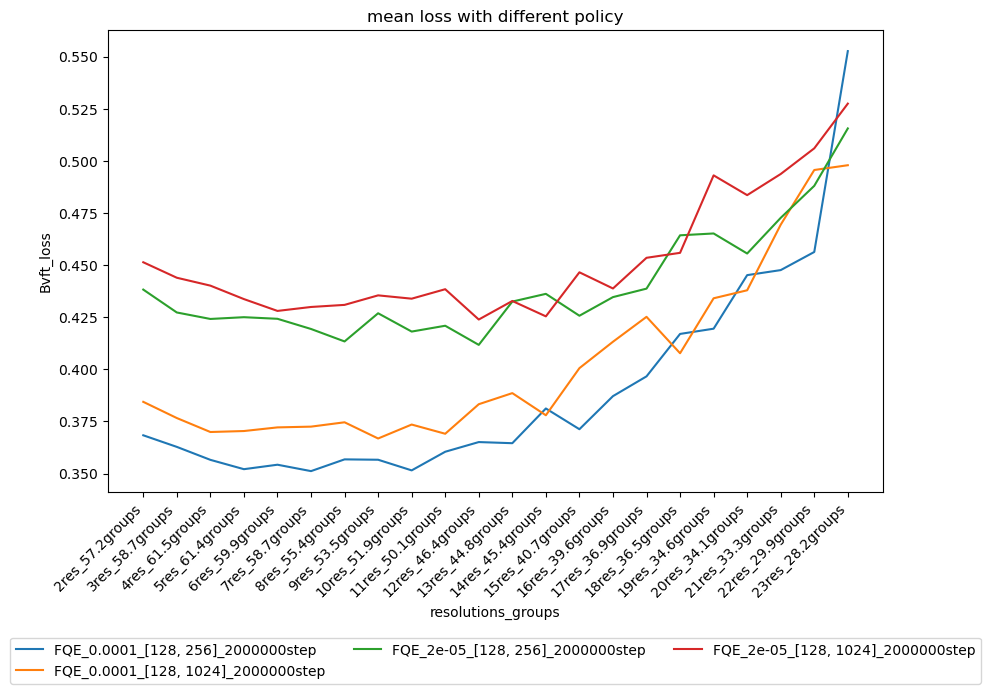 mean loss with different policy
0.550
0.525
0.500
0.475
0.450
0.425
0.400
0.375
0.350
Bvft_loss
2res_57.2groups
3res_58.7groups
4res_61.5groups
5res_61.4groups
6res_59.9groups
7res_58.7groups
8res_55.4groups
9res_53.5groups
10res_51.9groups
11res_50.1groups
12res_46.4groups
13res_44.8groups
14res_45.4groups
15res_40.7groups
16res_39.6groups
17res_36.9groups
18res_36.5groups
19res_34.6groups
20res_34.1groups
21res_33.3groups
22res_29.9groups
23res_28.2groups
resolutions_groups
FQE_0.0001_[128, 256]_2000000step
FQE_0.0001_[128, 1024]_2000000step
FQE_2e-05_[128, 256]_2000000step
FQE_2e-05_[128, 1024]_2000000step